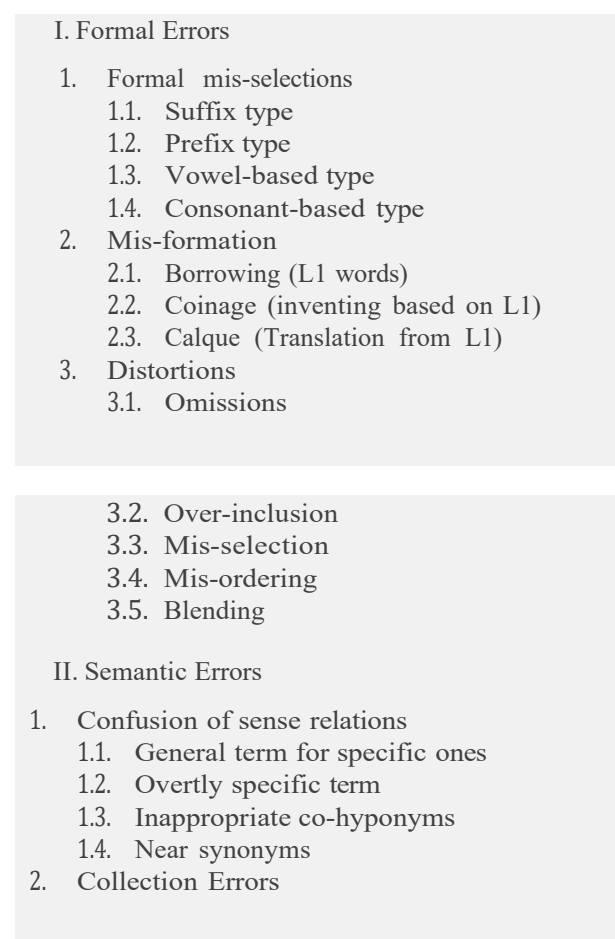 I. Formal Errors
1. Formal mis-selections
1.1. Suffix type
1.2. Prefix type
1.3. Vowel-based type
1.4. Consonant-based type
2. Mis-formation
2.1. Borrowing (L1 words)
2.2. Coinage (inventing based on L1)
2.3. Calque (Translation from L1)
3. Distortions
3.1. Omissions
3.2. Over-inclusion
3.3. Mis-selection
3.4. Mis-ordering
3.5. Blending
II. Semantic Errors
1. Confusion of sense relations
1.1. General term for specific ones
1.2. Overtly specific term
1.3. Inappropriate co-hyponyms
1.4. Near synonyms
2. Collection Errors